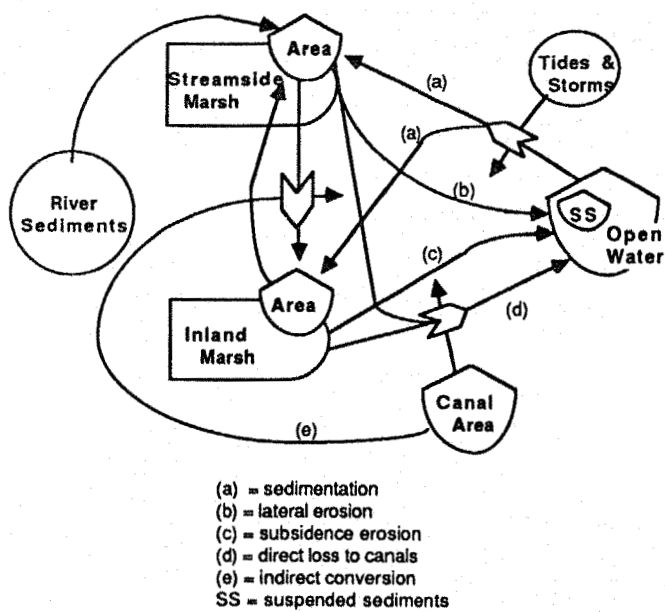 Area
Streamside
Marsh
Tides &
Storms
(a)
(a)
River
Sediments
(b)
SS
Open
Water
(c)
Area
(d)
Inland
Marsh
Canal
Area
(e)
(a) = sedimentation
(b) = lateral erosion
(c) = subsidence erosion
(d) = direct loss to canals
(e) = indirect conversion
SS = suspended sediments